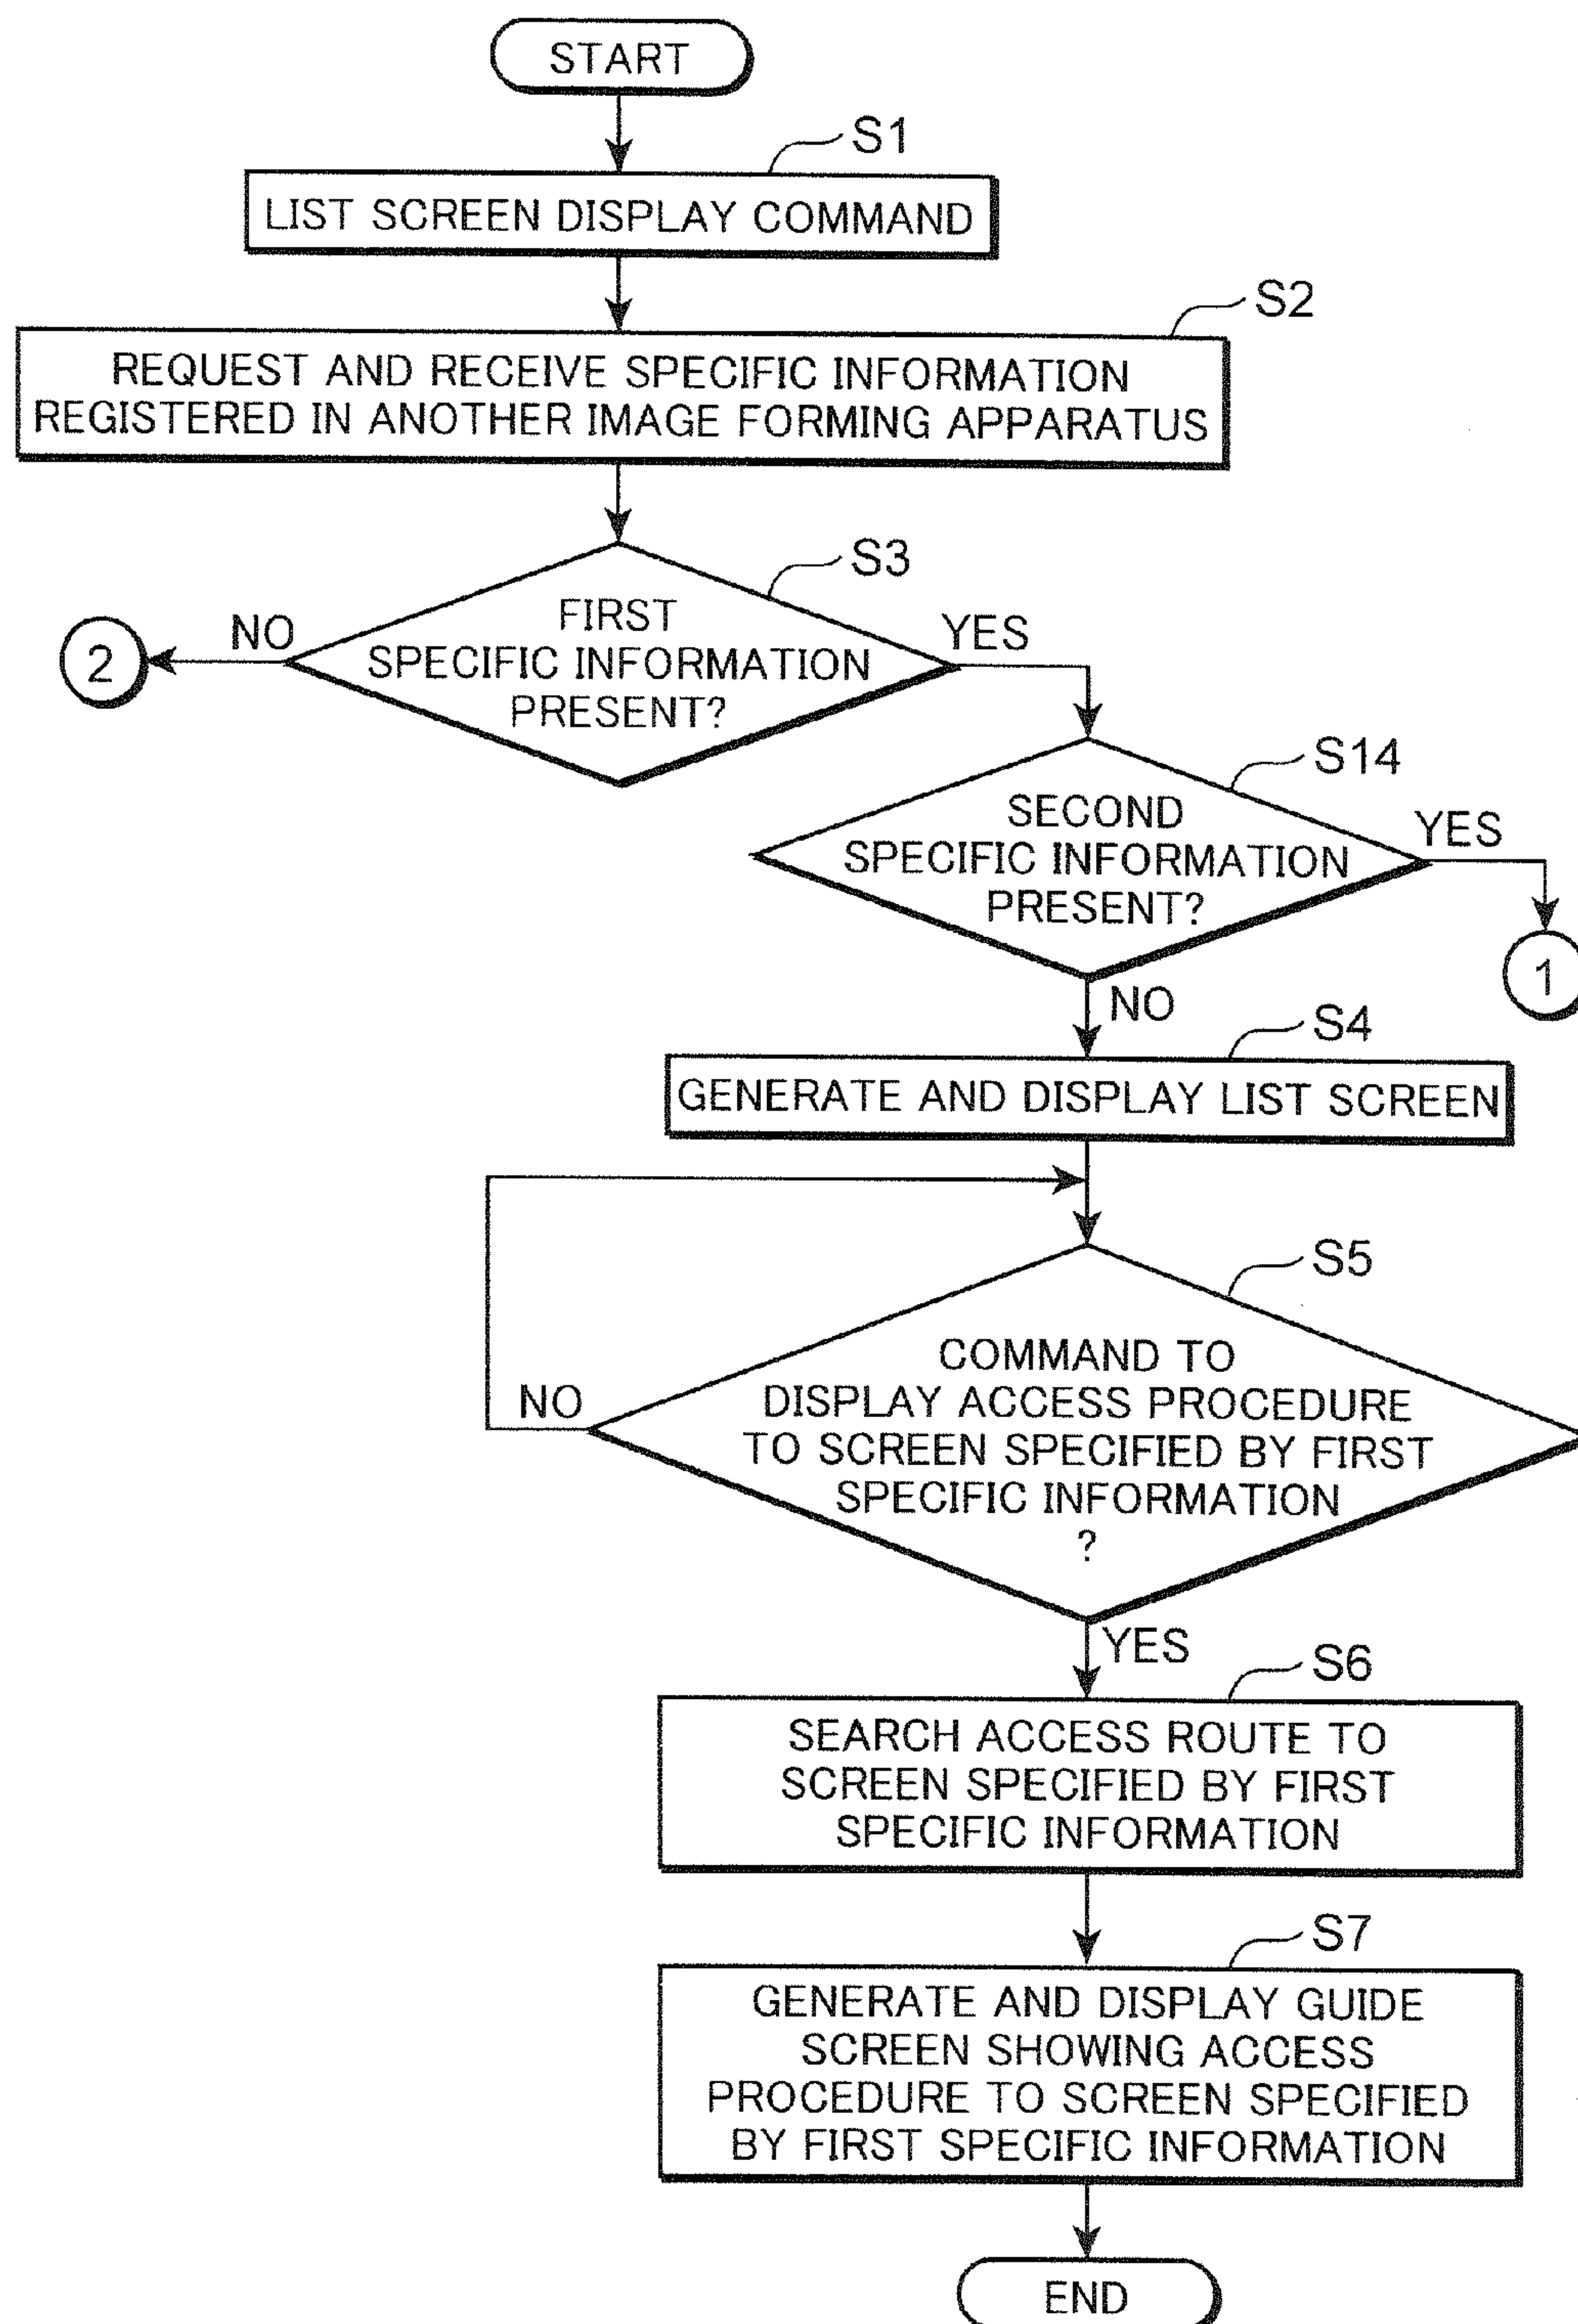 START
S1
LIST SCREEN DISPLAY COMMAND
S2
REQUEST AND RECEIVE SPECIFIC INFORMATION
REGISTERED IN ANOTHER IMAGE FORMING APPARATUS
S3
FIRST
SPECIFIC INFORMATION
PRESENT?
NO
2
YES
S14
SECOND
SPECIFIC INFORMATION
PRESENT?
YES
1
NO
S4
GENERATE AND DISPLAY LIST SCREEN
S5
COMMAND TO
DISPLAY ACCESS PROCEDURE
TO SCREEN SPECIFIED BY FIRST
SPECIFIC INFORMATION
?
NO
YES
S6
SEARCH ACCESS ROUTE TO
SCREEN SPECIFIED BY FIRST
SPECIFIC INFORMATION
S7
GENERATE AND DISPLAY GUIDE
SCREEN SHOWING ACCESS
PROCEDURE TO SCREEN SPECIFIED
BY FIRST SPECIFIC INFORMATION
END